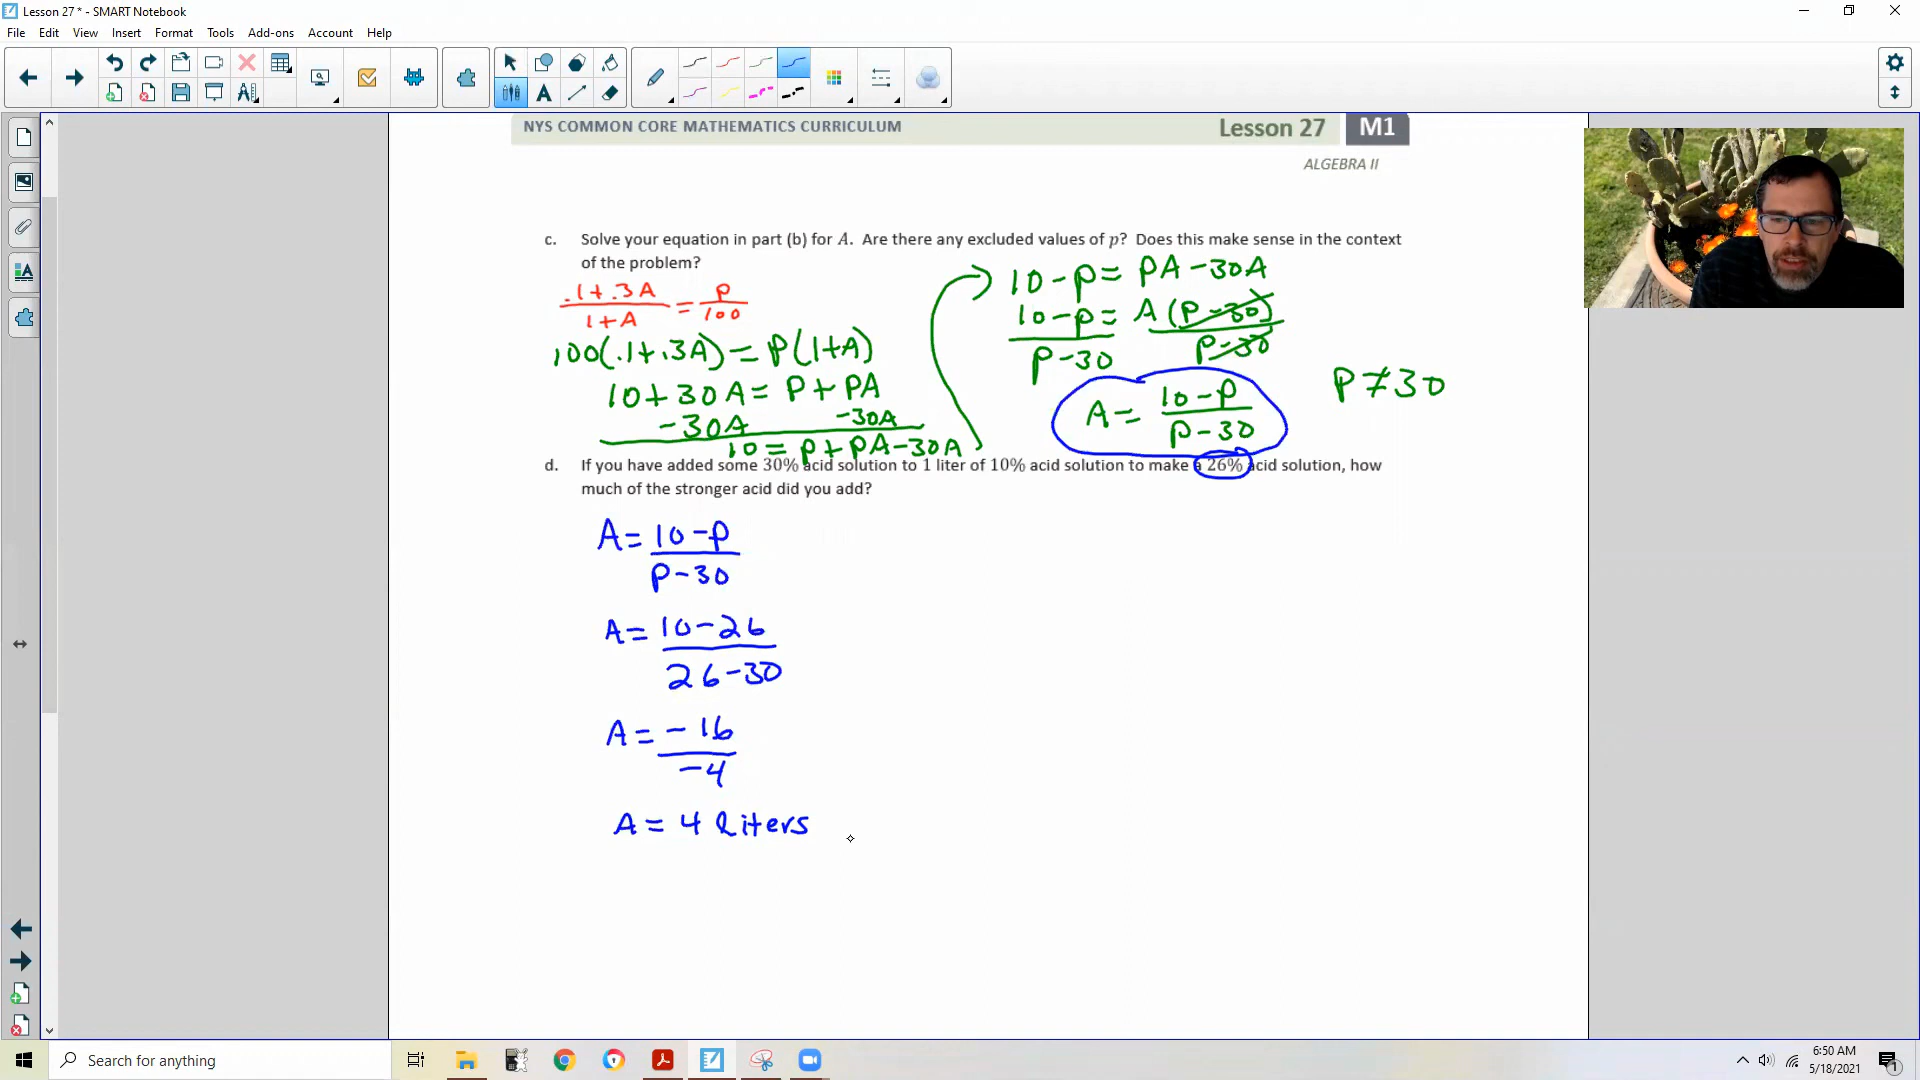 Lesson 27 * - SMART Notebook
File Edit View Insert Format Tools Add-ons Account Help
NYS COMMON CORE MATHEMATICS CURRICULUM
Lesson 27 M1
ALGEBRA II
c. Solve your equation in part (b) for A. Are there any excluded values of p? Does this make sense in the context
of the problem?
.1+.3A / 1+A = P/100
100(.1+.3A) = P(1+A)
10+30A = P+PA
-30A -30A
10 = P+PA-30A
10-P = PA-30A
10-P / P-30 = A(P-30) / P-30
A = 10-P / P-30
P≠30
d. If you have added some 30% acid solution to 1 liter of 10% acid solution to make a 26% acid solution, how
much of the stronger acid did you add?
A = 10-P / P-30
A = 10-26 / 26-30
A = -16 / -4
A = 4 Liters
Search for anything
6:50 AM
5/18/2021
1